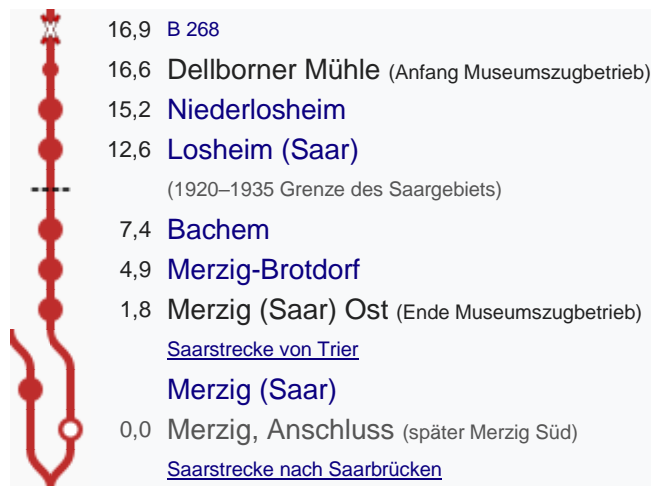 16,9 B 268
16,6 Dellborner Mühle (Anfang Museumszugbetrieb)
15,2 Niederlosheim
12,6 Losheim (Saar)
(1920–1935 Grenze des Saargebiets)
7,4 Bachem
4,9 Merzig-Brotdorf
1,8 Merzig (Saar) Ost (Ende Museumszugbetrieb)
Saarstrecke von Trier
Merzig (Saar)
0,0 Merzig, Anschluss (später Merzig Süd)
Saarstrecke nach Saarbrücken